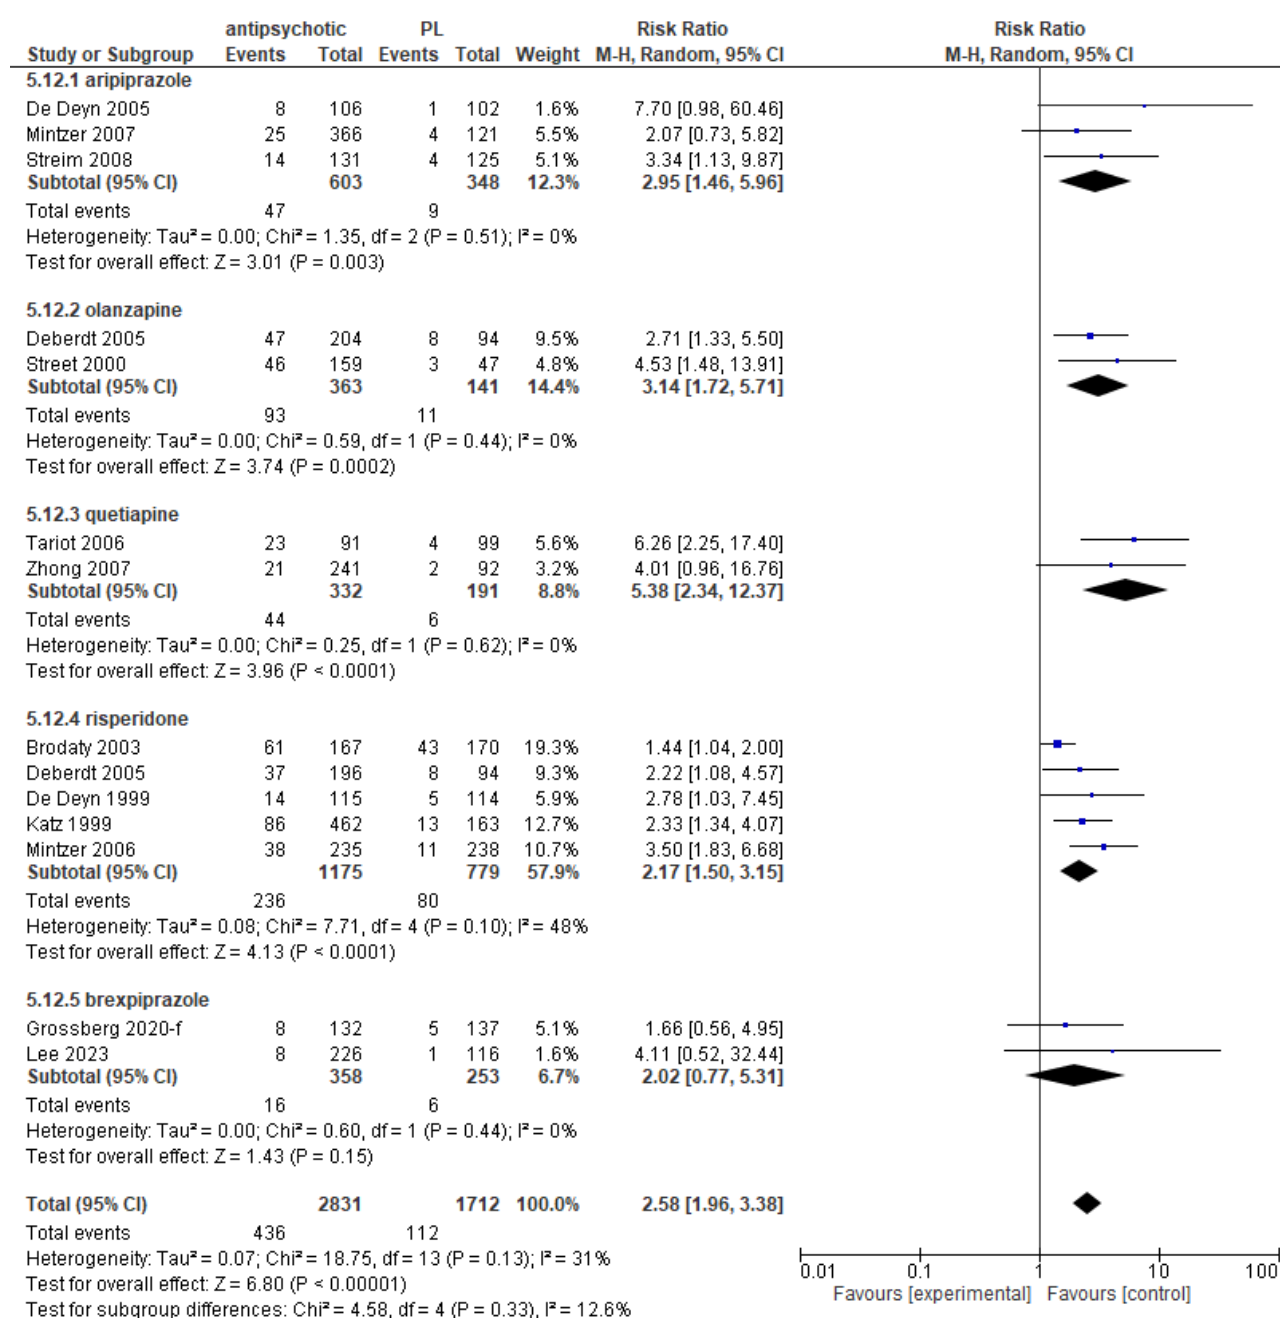 antipsychotic PL Risk Ratio Risk Ratio
Study or Subgroup Events Total Events Total Weight M-H, Random, 95% CI M-H, Random, 95% CI
5.12.1 aripiprazole
De Deyn 2005 8 106 1 102 1.6% 7.70 [0.98, 60.46]
Mintzer 2007 25 366 4 121 5.5% 2.07 [0.73, 5.82]
Streim 2008 14 131 4 125 5.1% 3.34 [1.13, 9.87]
Subtotal (95% CI) 603 348 12.3% 2.95 [1.46, 5.96]
Total events 47 9
Heterogeneity: Tau² = 0.00; Chi² = 1.35, df = 2 (P = 0.51); I² = 0%
Test for overall effect: Z = 3.01 (P = 0.003)
5.12.2 olanzapine
Deberdt 2005 47 204 8 94 9.5% 2.71 [1.33, 5.50]
Street 2000 46 159 3 47 4.8% 4.53 [1.48, 13.91]
Subtotal (95% CI) 363 141 14.4% 3.14 [1.72, 5.71]
Total events 93 11
Heterogeneity: Tau² = 0.00; Chi² = 0.59, df = 1 (P = 0.44); I² = 0%
Test for overall effect: Z = 3.74 (P = 0.0002)
5.12.3 quetiapine
Tariot 2006 23 91 4 99 5.6% 6.26 [2.25, 17.40]
Zhong 2007 21 241 2 92 3.2% 4.01 [0.96, 16.76]
Subtotal (95% CI) 332 191 8.8% 5.38 [2.34, 12.37]
Total events 44 6
Heterogeneity: Tau² = 0.00; Chi² = 0.25, df = 1 (P = 0.62); I² = 0%
Test for overall effect: Z = 3.96 (P < 0.0001)
5.12.4 risperidone
Brodaty 2003 61 167 43 170 19.3% 1.44 [1.04, 2.00]
Deberdt 2005 37 196 8 94 9.3% 2.22 [1.08, 4.57]
De Deyn 1999 14 115 5 114 5.9% 2.78 [1.03, 7.45]
Katz 1999 86 462 13 163 12.7% 2.33 [1.34, 4.07]
Mintzer 2006 38 235 11 238 10.7% 3.50 [1.83, 6.68]
Subtotal (95% CI) 1175 779 57.9% 2.17 [1.50, 3.15]
Total events 236 80
Heterogeneity: Tau² = 0.08; Chi² = 7.71, df = 4 (P = 0.10); I² = 48%
Test for overall effect: Z = 4.13 (P < 0.0001)
5.12.5 brexpiprazole
Grossberg 2020-f 8 132 5 137 5.1% 1.66 [0.56, 4.95]
Lee 2023 8 226 1 116 1.6% 4.11 [0.52, 32.44]
Subtotal (95% CI) 358 253 6.7% 2.02 [0.77, 5.31]
Total events 16 6
Heterogeneity: Tau² = 0.00; Chi² = 0.60, df = 1 (P = 0.44); I² = 0%
Test for overall effect: Z = 1.43 (P = 0.15)
Total (95% CI) 2831 1712 100.0% 2.58 [1.96, 3.38]
Total events 436 112
Heterogeneity: Tau² = 0.07; Chi² = 18.75, df = 13 (P = 0.13); I² = 31%
Test for overall effect: Z = 6.80 (P < 0.00001)
Test for subgroup differences: Chi² = 4.58, df = 4 (P = 0.33), I² = 12.6%
0.01 0.1 1 10 100
Favours [experimental] Favours [control]